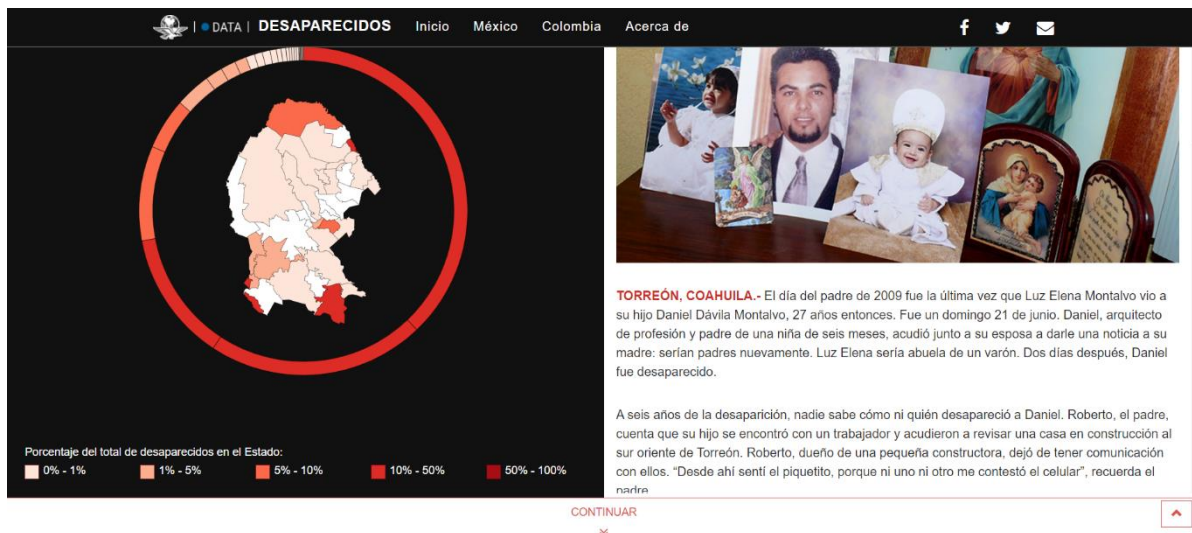 | DATA | DESAPARECIDOS Inicio México Colombia Acerca de
Porcentaje del total de desaparecidos en el Estado:
0% - 1% 1% - 5% 5% - 10% 10% - 50% 50% - 100%
TORREÓN, COAHUILA.- El día del padre de 2009 fue la última vez que Luz Elena Montalvo vio a
su hijo Daniel Dávila Montalvo, 27 años entonces. Fue un domingo 21 de junio. Daniel, arquitecto
de profesión y padre de una niña de seis meses, acudió junto a su esposa a darle una noticia a su
madre: serían padres nuevamente. Luz Elena sería abuela de un varón. Dos días después, Daniel
fue desaparecido.
A seis años de la desaparición, nadie sabe cómo ni quién desapareció a Daniel. Roberto, el padre,
cuenta que su hijo se encontró con un trabajador y acudieron a revisar una casa en construcción al
sur oriente de Torreón. Roberto, dueño de una pequeña constructora, dejó de tener comunicación
con ellos. “Desde ahí sentí el piquetito, porque ni uno ni otro me contestó el celular”, recuerda el
padre
CONTINUAR